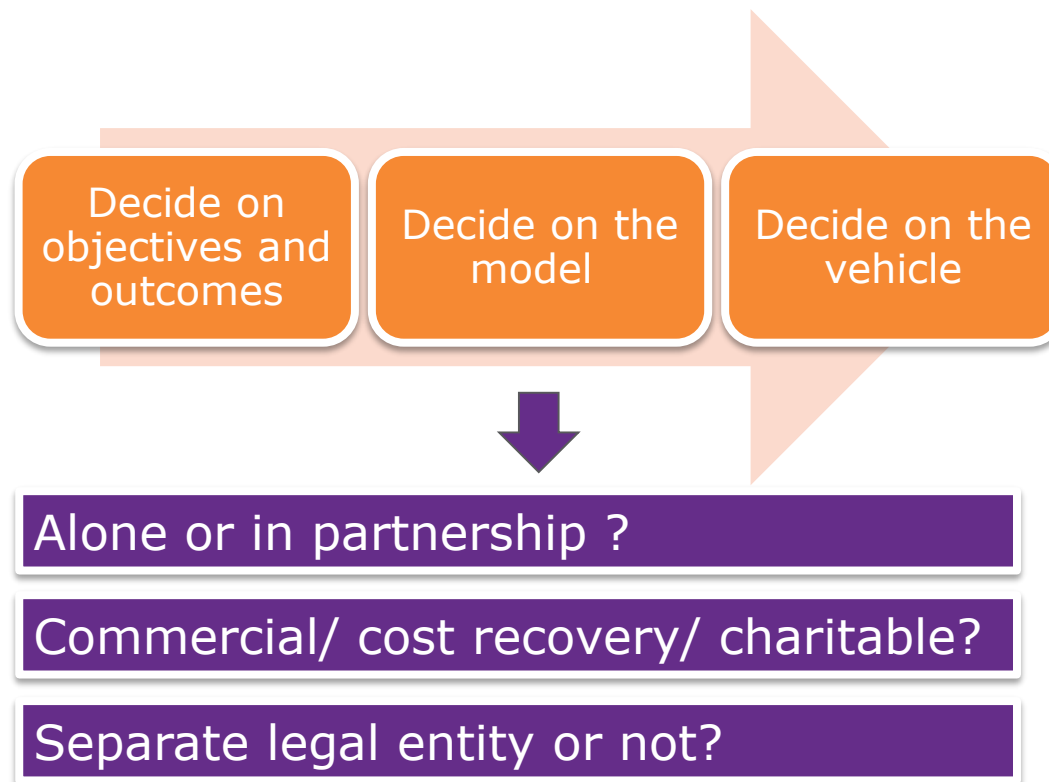 Decide on
objectives and
outcomes
Decide on the
model
Decide on the
vehicle
Alone or in partnership ?
Commercial/ cost recovery/ charitable?
Separate legal entity or not?